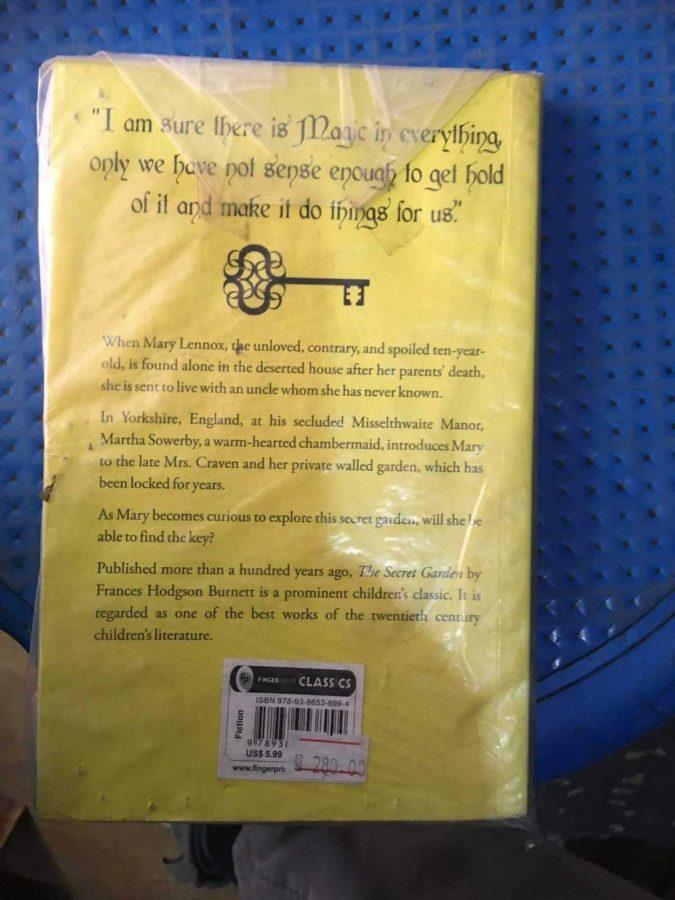 "I am sure there is Magic in everything,
only we have not sense enough to get hold
of it and make it do things for us."
When Mary Lennox, the unloved, contrary, and spoiled ten-year-
old, is found alone in the deserted house after her parents' death,
she is sent to live with an uncle whom she has never known.
In Yorkshire, England, at his secluded Misselthwaite Manor,
Martha Sowerby, a warm-hearted chambermaid, introduces Mary
to the late Mrs. Craven and her private walled garden, which has
been locked for years.
As Mary becomes curious to explore this secret garden, will she be
able to find the key?
Published more than a hundred years ago, The Secret Garden by
Frances Hodgson Burnett is a prominent children's classic. It is
regarded as one of the best works of the twentieth century
children's literature.
FP FINGERPRINT CLASSICS
ISBN 978-93-8653-899-4
Fiction
US$ 5.99
280.00